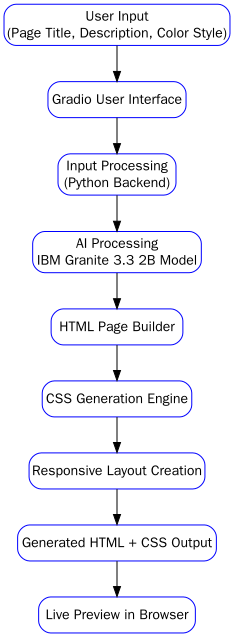 User Input
(Page Title, Description, Color Style)
Gradio User Interface
Input Processing
(Python Backend)
AI Processing
IBM Granite 3.3 2B Model
HTML Page Builder
CSS Generation Engine
Responsive Layout Creation
Generated HTML + CSS Output
Live Preview in Browser